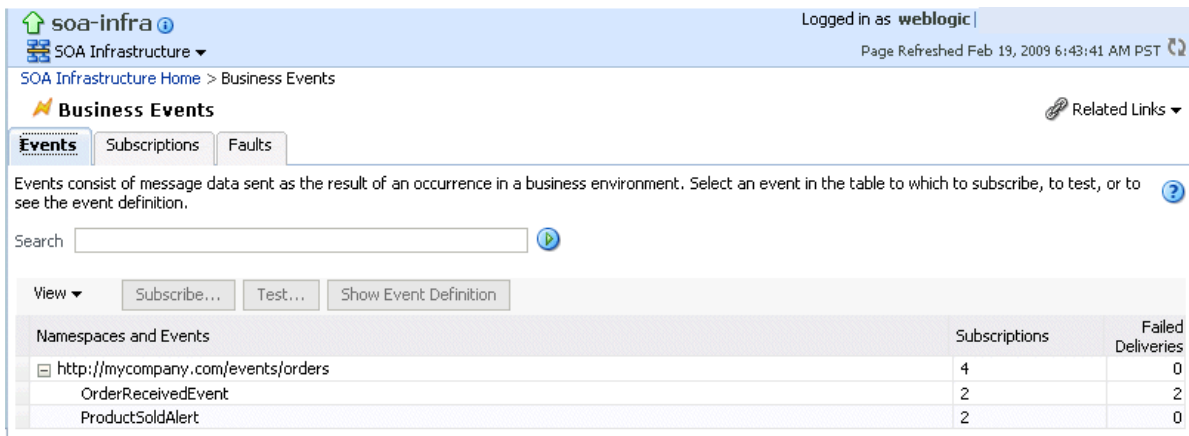 soa-infra
Logged in as weblogic
SOA Infrastructure
Page Refreshed Feb 19, 2009 6:43:41 AM PST
SOA Infrastructure Home > Business Events
Business Events
Related Links
Events Subscriptions Faults
Events consist of message data sent as the result of an occurrence in a business environment. Select an event in the table to which to subscribe, to test, or to
see the event definition.
Search
View Subscribe... Test... Show Event Definition
Namespaces and Events Subscriptions Failed Deliveries
http://mycompany.com/events/orders 4 0
OrderReceivedEvent 2 2
ProductSoldAlert 2 0